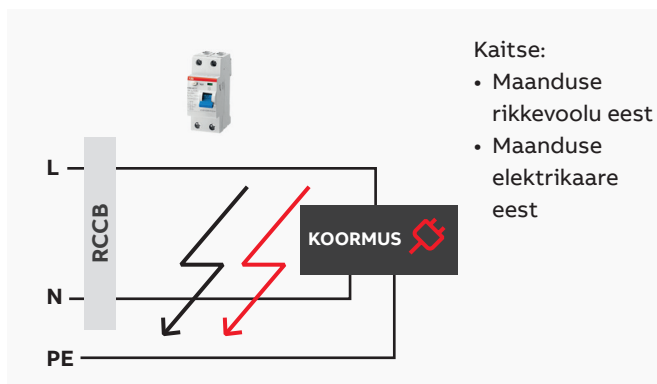 Kaitse:
• Maanduse
rikkevoolu eest
• Maanduse
elektrikaare
eest
L
RCCB
KOORMUS
N
PE